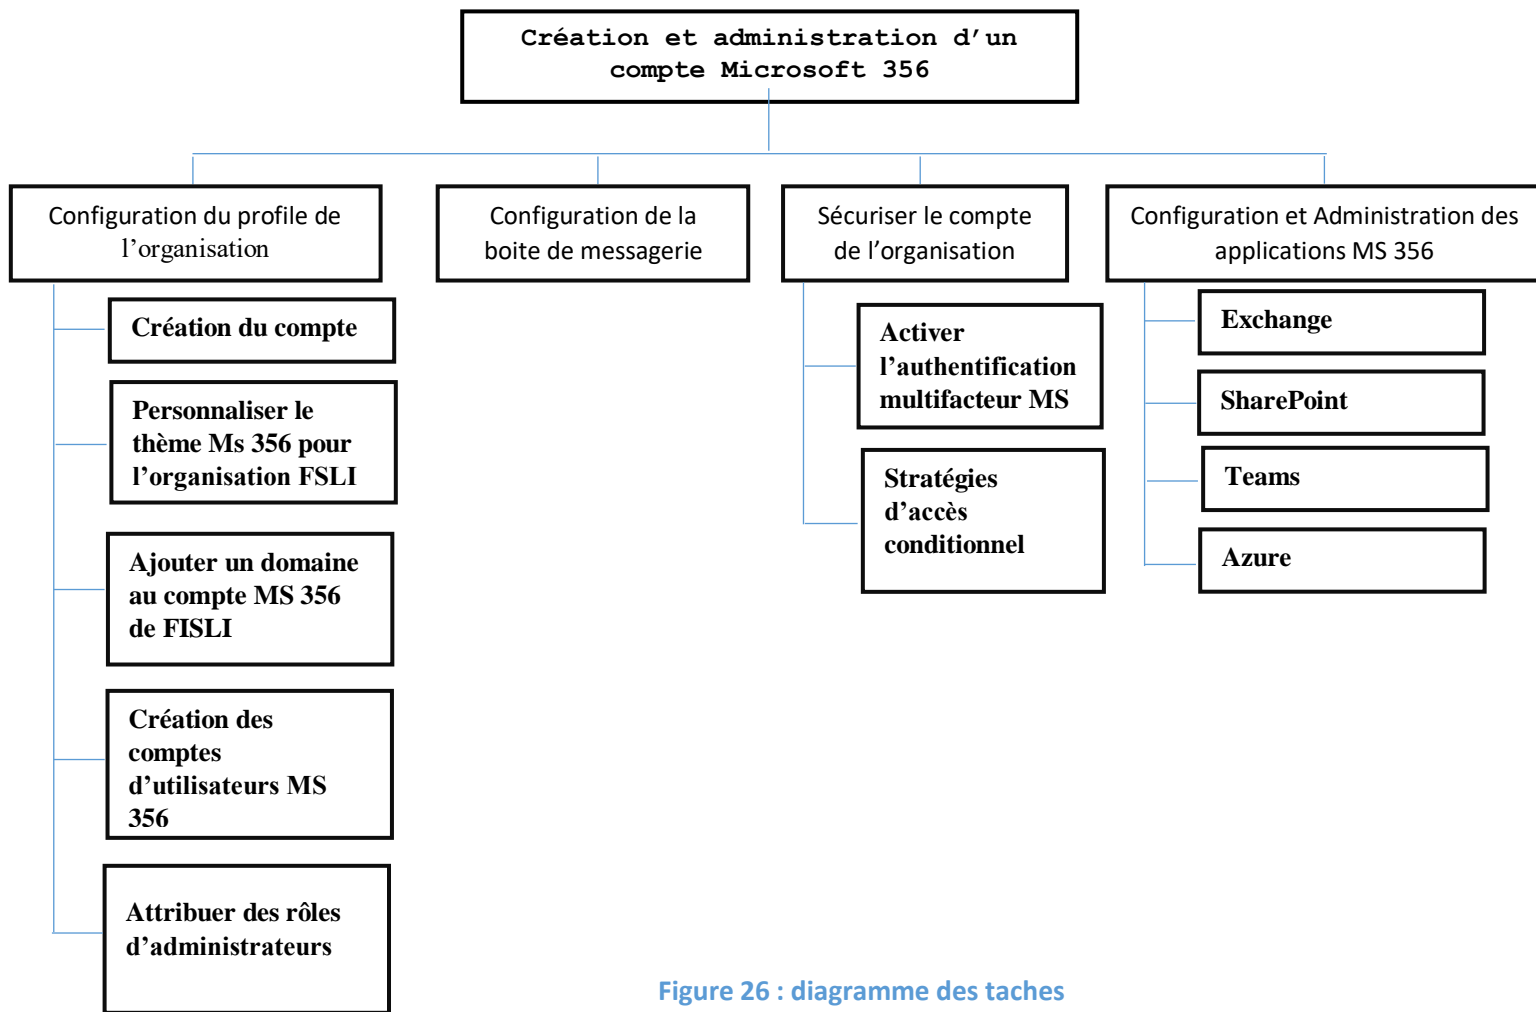 Création et administration d’un
compte Microsoft 356
Configuration du profile de
l’organisation
Configuration de la
boite de messagerie
Sécuriser le compte
de l’organisation
Configuration et Administration des
applications MS 356
Création du compte
Personnaliser le
thème Ms 356 pour
l’organisation FSLI
Ajouter un domaine
au compte MS 356
de FISLI
Création des
comptes
d’utilisateurs MS
356
Attribuer des rôles
d’administrateurs
Activer
l’authentification
multifacteur MS
Stratégies
d’accès
conditionnel
Exchange
SharePoint
Teams
Azure
Figure 26 : diagramme des taches